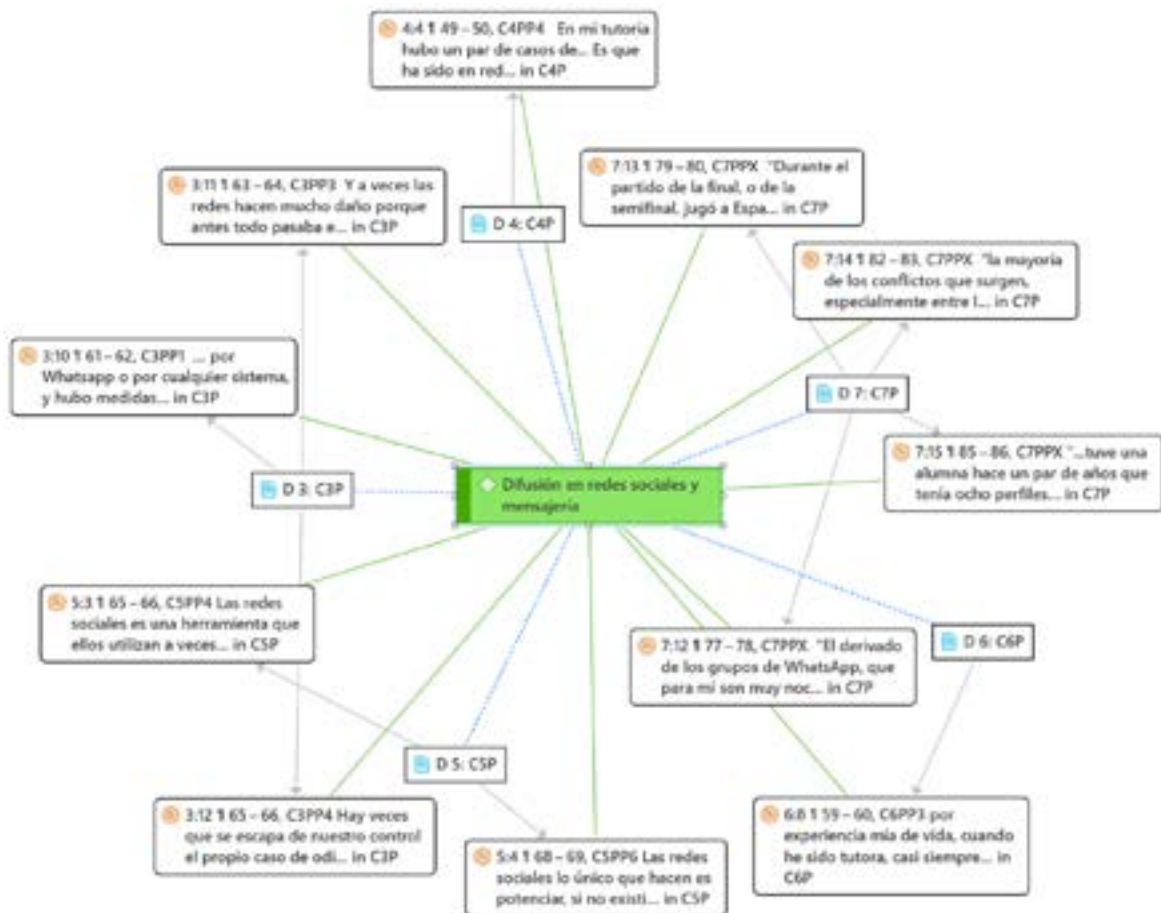 4:4 ¶ 49 – 50, C4PP4 En mi tutoría
hubo un par de casos de... Es que
ha sido en red... in C4P
7:13 ¶ 79 – 80, C7PPX "Durante el
partido de la final, o de la
semifinal, jugó a Espa... in C7P
3:11 ¶ 63 – 64, C3PP3 Y a veces las
redes hacen mucho daño porque
antes todo pasaba e... in C3P
D 4: C4P
7:14 ¶ 82 – 83, C7PPX "la mayoría
de los conflictos que surgen,
especialmente entre l... in C7P
3:10 ¶ 61 – 62, C3PP1 ... por
Whatsapp o por cualquier sistema,
y hubo medidas... in C3P
D 7: C7P
7:15 ¶ 85 – 86, C7PPX "...tuve una
alumna hace un par de años que
tenía ocho perfiles... in C7P
D 3: C3P
Difusión en redes sociales y
mensajería
5:3 ¶ 65 – 66, C5PP4 Las redes
sociales es una herramienta que
ellos utilizan a veces... in C5P
7:12 ¶ 77 – 78, C7PPX "El derivado
de los grupos de WhatsApp, que
para mí son muy noc... in C7P
D 6: C6P
D 5: C5P
3:12 ¶ 65 – 66, C3PP4 Hay veces
que se escapa de nuestro control
el propio caso de odi... in C3P
5:4 ¶ 68 – 69, C5PP6 Las redes
sociales lo único que hacen es
potenciar, si no existi... in C5P
6:8 ¶ 59 – 60, C6PP3 por
experiencia mía de vida, cuando
he sido tutora, casi siempre... in
C6P